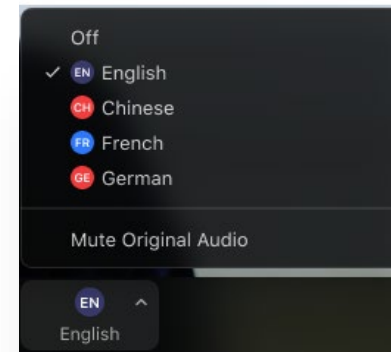 Off
EN English
CH Chinese
FR French
GE German
Mute Original Audio
EN
English